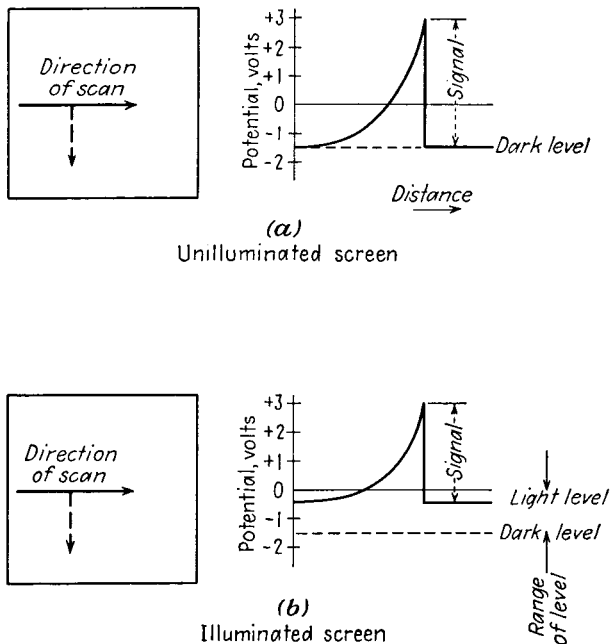 Direction
of scan
Potential, volts
+3
+2
+1
0
-1
-2
Signal
Dark level
Distance
(a)
Unilluminated screen
Direction
of scan
Potential, volts
+3
+2
+1
0
-1
-2
Signal
Light level
Dark level
Range
of level
(b)
Illuminated screen